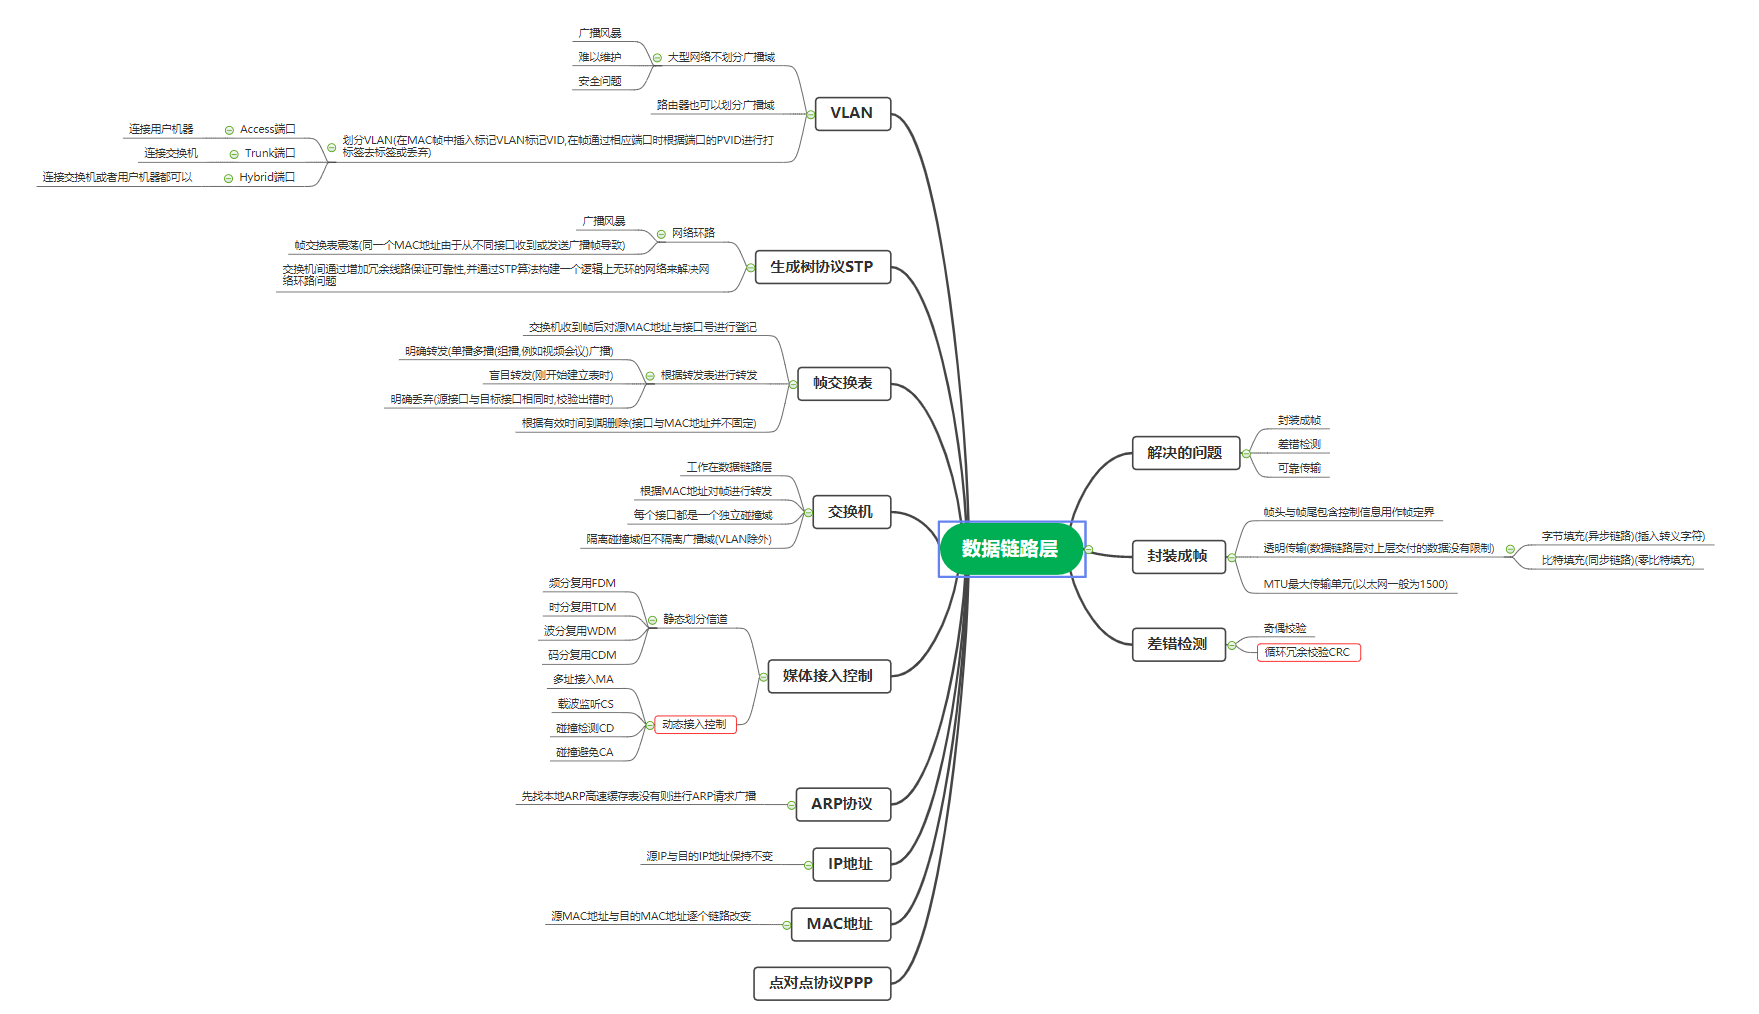 数据链路层
解决的问题
封装成帧
差错检测
可靠传输
封装成帧
帧头与帧尾包含控制信息用作帧定界
透明传输(数据链路层对上层交付的数据没有限制)
字节填充(异步链路)(插入转义字符)
比特填充(同步链路)(零比特填充)
MTU最大传输单元(以太网一般为1500)
差错检测
奇偶校验
循环冗余校验CRC
VLAN
大型网络不划分广播域
广播风暴
难以维护
安全问题
路由器也可以划分广播域
划分VLAN(在MAC帧中插入标记VLAN标记VID,在帧通过相应端口时根据端口的PVID进行打
标签去标签或丢弃)
Access端口
连接用户机器
Trunk端口
连接交换机
Hybrid端口
连接交换机或者用户机器都可以
生成树协议STP
网络环路
广播风暴
帧交换表震荡(同一个MAC地址由于从不同接口收到或发送广播帧导致)
交换机间通过增加冗余线路保证可靠性,并通过STP算法构建一个逻辑上无环的网络来解决网
络环路问题
帧交换表
交换机收到帧后对源MAC地址与接口号进行登记
根据转发表进行转发
明确转发(单播多播(组播,例如视频会议)广播)
盲目转发(刚开始建立表时)
明确丢弃(源接口与目标接口相同时,校验出错时)
根据有效时间到期删除(接口与MAC地址并不固定)
交换机
工作在数据链路层
根据MAC地址对帧进行转发
每个接口都是一个独立碰撞域
隔离碰撞域但不隔离广播域(VLAN除外)
媒体接入控制
静态划分信道
频分复用FDM
时分复用TDM
波分复用WDM
码分复用CDM
动态接入控制
多址接入MA
载波监听CS
碰撞检测CD
碰撞避免CA
ARP协议
先找本地ARP高速缓存表没有则进行ARP请求广播
IP地址
源IP与目的IP地址保持不变
MAC地址
源MAC地址与目的MAC地址逐个链路改变
点对点协议PPP